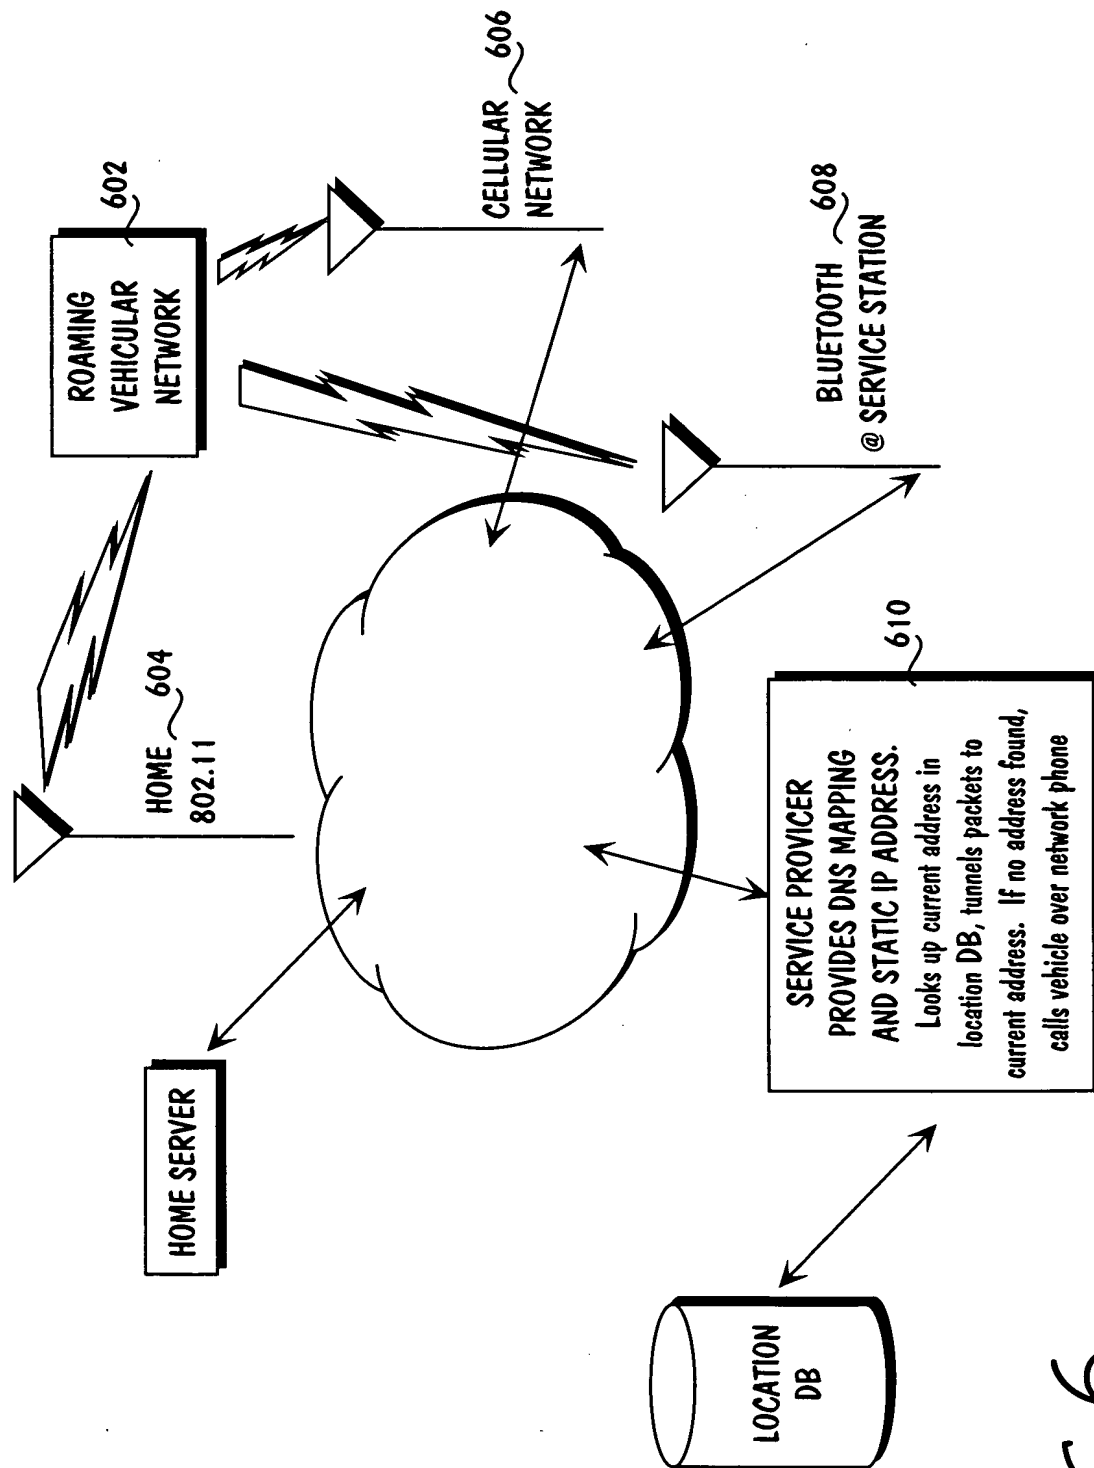 HOME SERVER
LOCATION
DB
HOME 604
802.11
ROAMING
VEHICULAR
NETWORK
602
CELLULAR
NETWORK
606
BLUETOOTH
@ SERVICE STATION
608
610
SERVICE PROVICER
PROVIDES DNS MAPPING
AND STATIC IP ADDRESS.
Looks up current address in
location DB, tunnels packets to
current address. If no address found,
calls vehicle over network phone